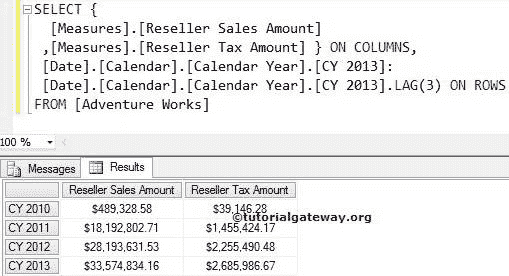 SELECT {
[Measures].[Reseller Sales Amount]
,[Measures].[Reseller Tax Amount] } ON COLUMNS,
[Date].[Calendar].[Calendar Year].[CY 2013]:
[Date].[Calendar].[Calendar Year].[CY 2013].LAG(3) ON ROWS
FROM [Adventure Works]
100 %
Messages Results
Reseller Sales Amount Reseller Tax Amount
CY 2010 $489,328.58 $39,146.28
©tutorialgateway.org
CY 2011 $18,192,802.71 $1,455,424.17
CY 2012 $28,193,631.53 $2,255,490.48
CY 2013 $33,574,834.16 $2,685,986.67